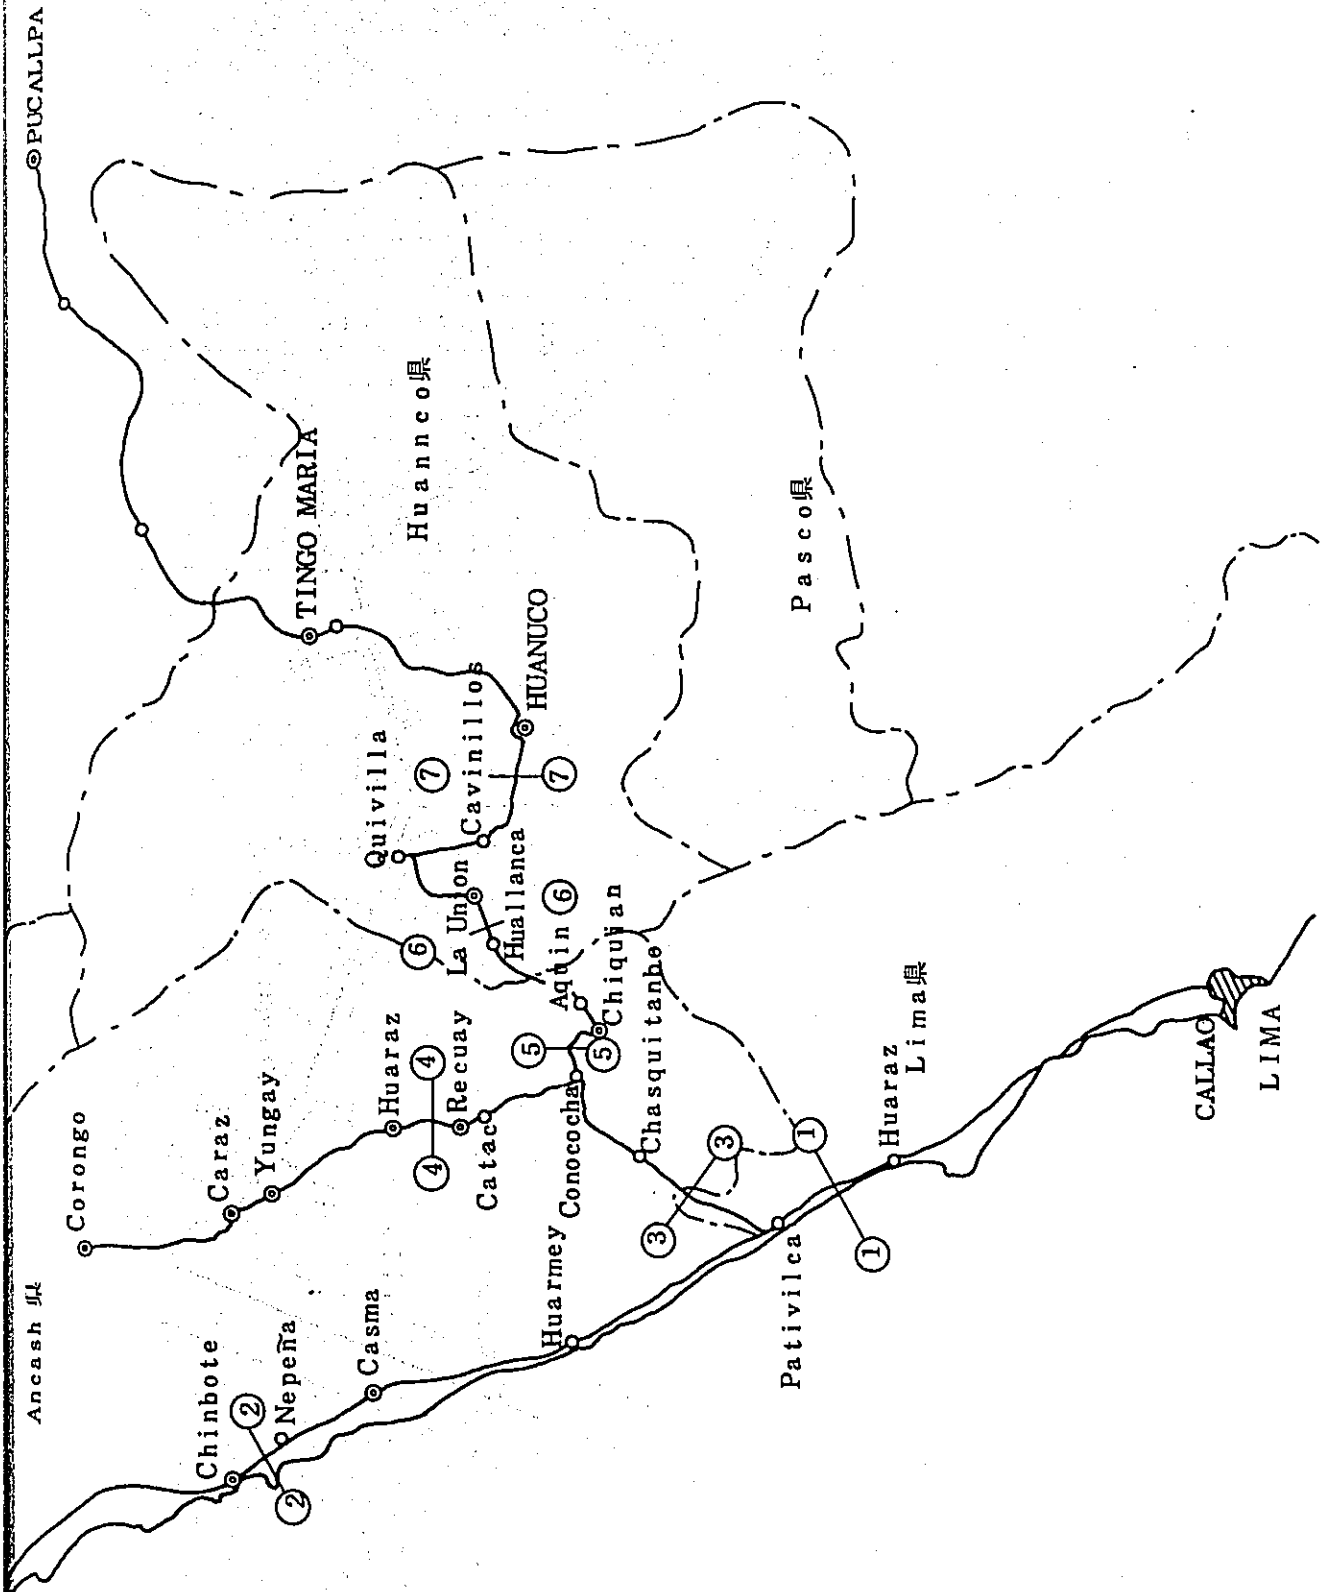 PUCALLPA
TINGO MARIA
Huannco県
HUANUCO
Pasco県
Quivilla
⑦
⑦
Cavinillos
La Union
Huallanca
⑥
⑥
Aquin
Chiquian
Chasquitanbo
⑤
⑤
Ancash 県
Corongo
Caraz
Yungay
Huaraz
④
④
Recuay
Catac
Conococha
③
③
①
①
Chinbote
②
②
Nepeña
Casma
Huarmey
Pativilca
Huaraz
Lima県
CALLAO
LIMA